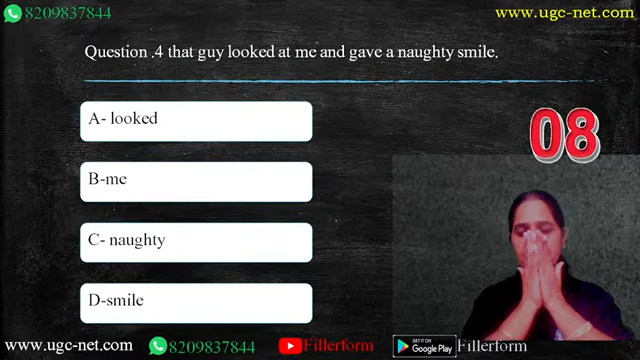 8209837844
www.ugc-net.com
Question .4 that guy looked at me and gave a naughty smile.
A- looked
08
B-me
C- naughty
D-smile
www.ugc-net.com
8209837844
Fillerform
GET IT ON
Google Play
Fillerform